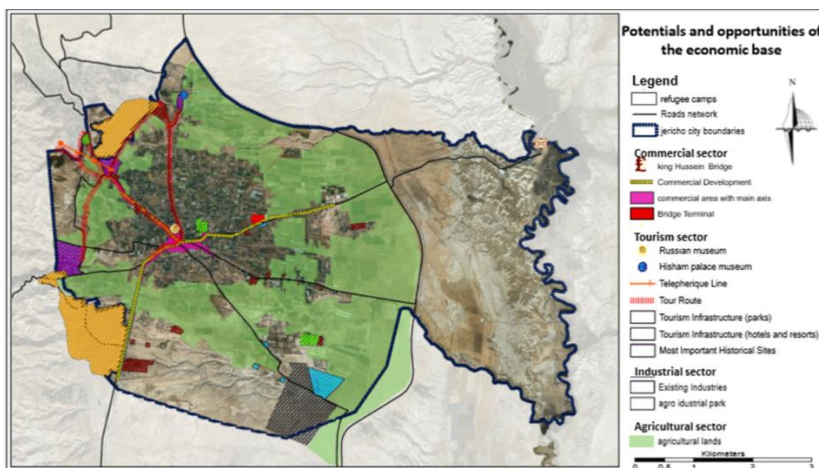 Potentials and opportunities of
the economic base
Legend
refugee camps
Roads network
jericho city boundaries
N
Commercial sector
king Hussein Bridge
Commercial Development
commercial area with main axis
Bridge Terminal
Tourism sector
Russian museum
Hisham palace museum
Telepherique Line
Tour Route
Tourism Infrastructure (parks)
Tourism Infrastructure (hotels and resorts)
Most Important Historical Sites
Industrial sector
Existing Industries
agro idustrial park
Agricultural sector
agricultural lands
Kilometers
0 0.5 1 2 3